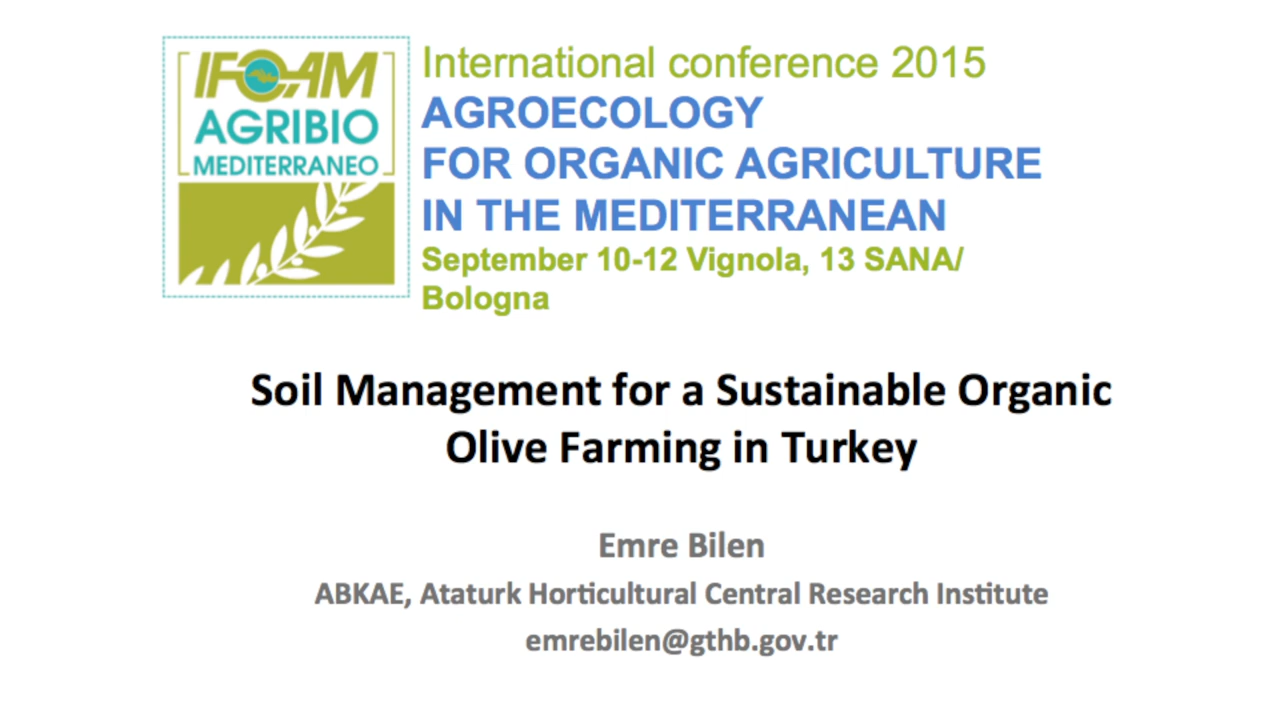 IFOAM
AGRIBIO
MEDITERRANEO
International conference 2015
AGROECOLOGY
FOR ORGANIC AGRICULTURE
IN THE MEDITERRANEAN
September 10-12 Vignola, 13 SANA/
Bologna
Soil Management for a Sustainable Organic
Olive Farming in Turkey
Emre Bilen
ABKAE, Ataturk Horticultural Central Research Institute
emrebilen@gthb.gov.tr